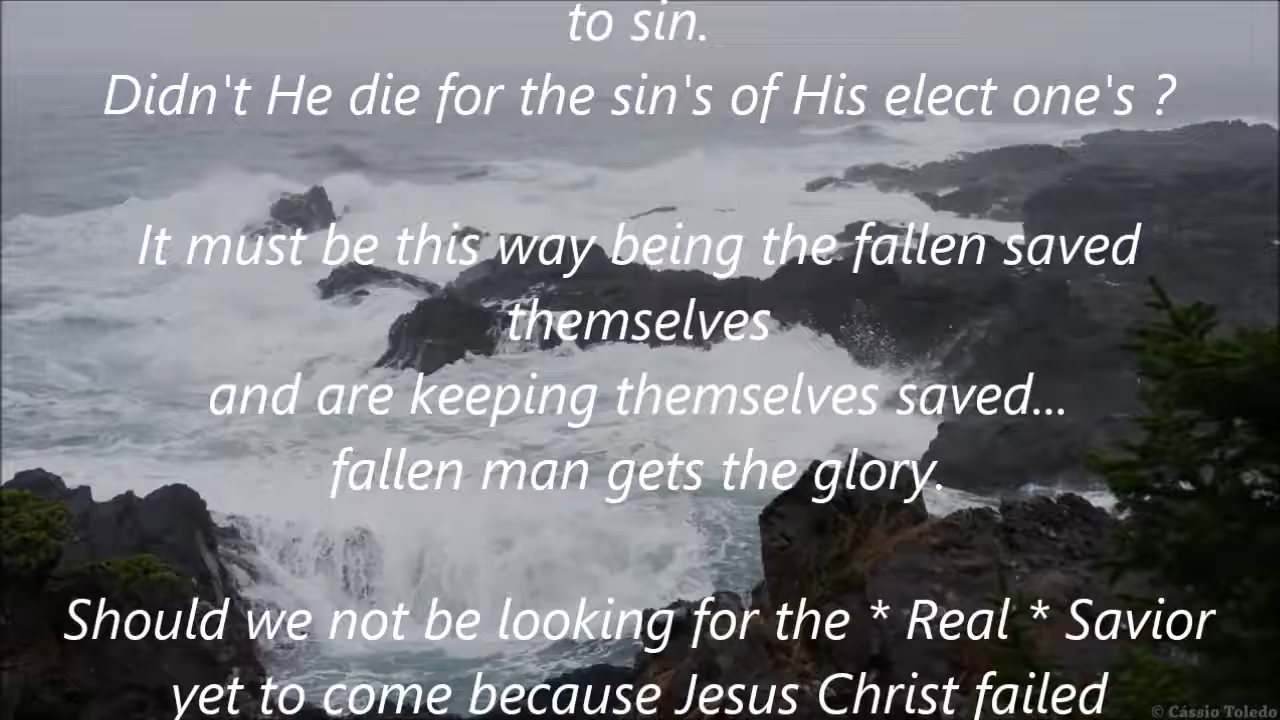 to sin.
Didn't He die for the sin's of His elect one's ?
It must be this way being the fallen saved
themselves
and are keeping themselves saved...
fallen man gets the glory.
Should we not be looking for the * Real * Savior
yet to come because Jesus Christ failed
© Cássio Toledo